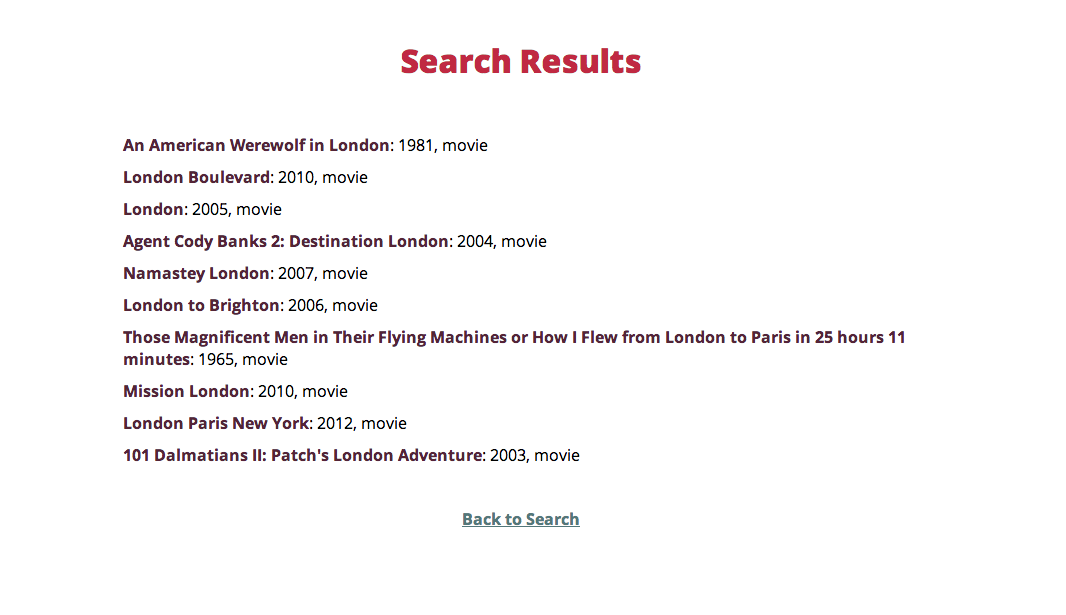 Search Results
An American Werewolf in London: 1981, movie
London Boulevard: 2010, movie
London: 2005, movie
Agent Cody Banks 2: Destination London: 2004, movie
Namastey London: 2007, movie
London to Brighton: 2006, movie
Those Magnificent Men in Their Flying Machines or How I Flew from London to Paris in 25 hours 11
minutes: 1965, movie
Mission London: 2010, movie
London Paris New York: 2012, movie
101 Dalmatians II: Patch's London Adventure: 2003, movie
Back to Search